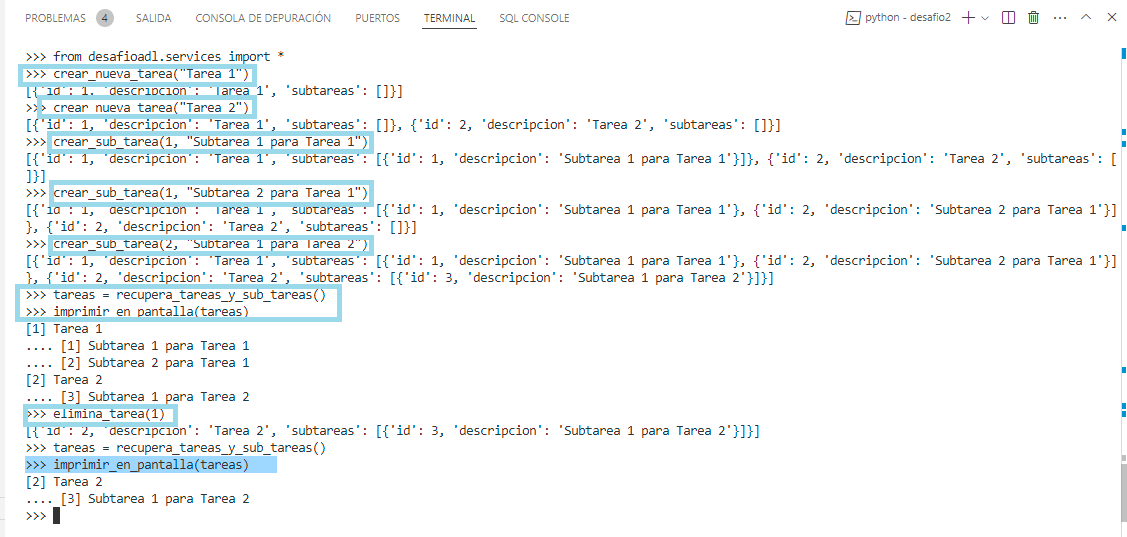 PROBLEMAS 4 SALIDA CONSOLA DE DEPURACIÓN PUERTOS TERMINAL SQL CONSOLE python - desafio2
>>> from desafioadl.services import *
>>> crear_nueva_tarea("Tarea 1")
[{'id': 1, 'descripcion': 'Tarea 1', 'subtareas': []}]
>>> crear_nueva_tarea("Tarea 2")
[{'id': 1, 'descripcion': 'Tarea 1', 'subtareas': []}, {'id': 2, 'descripcion': 'Tarea 2', 'subtareas': []}]
>>> crear_sub_tarea(1, "Subtarea 1 para Tarea 1")
[{'id': 1, 'descripcion': 'Tarea 1', 'subtareas': [{'id': 1, 'descripcion': 'Subtarea 1 para Tarea 1'}]}, {'id': 2, 'descripcion': 'Tarea 2', 'subtareas': [
]}]
>>> crear_sub_tarea(1, "Subtarea 2 para Tarea 1")
[{'id': 1, 'descripcion': 'Tarea 1', 'subtareas': [{'id': 1, 'descripcion': 'Subtarea 1 para Tarea 1'}, {'id': 2, 'descripcion': 'Subtarea 2 para Tarea 1'}]
}, {'id': 2, 'descripcion': 'Tarea 2', 'subtareas': []}]
>>> crear_sub_tarea(2, "Subtarea 1 para Tarea 2")
[{'id': 1, 'descripcion': 'Tarea 1', 'subtareas': [{'id': 1, 'descripcion': 'Subtarea 1 para Tarea 1'}, {'id': 2, 'descripcion': 'Subtarea 2 para Tarea 1'}]
}, {'id': 2, 'descripcion': 'Tarea 2', 'subtareas': [{'id': 3, 'descripcion': 'Subtarea 1 para Tarea 2'}]}]
>>> tareas = recupera_tareas_y_sub_tareas()
>>> imprimir_en_pantalla(tareas)
[1] Tarea 1
.... [1] Subtarea 1 para Tarea 1
.... [2] Subtarea 2 para Tarea 1
[2] Tarea 2
.... [3] Subtarea 1 para Tarea 2
>>> elimina_tarea(1)
[{'id': 2, 'descripcion': 'Tarea 2', 'subtareas': [{'id': 3, 'descripcion': 'Subtarea 1 para Tarea 2'}]}]
>>> tareas = recupera_tareas_y_sub_tareas()
>>> imprimir_en_pantalla(tareas)
[2] Tarea 2
.... [3] Subtarea 1 para Tarea 2
>>>